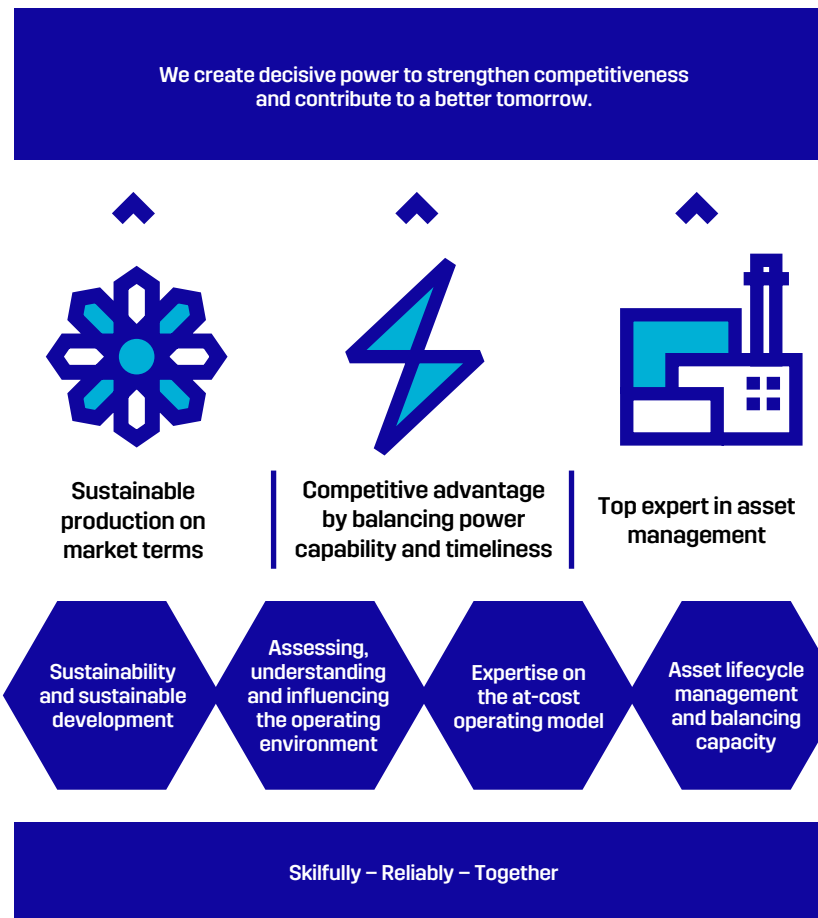 We create decisive power to strengthen competitiveness
and contribute to a better tomorrow.
Sustainable
production on
market terms
Competitive advantage
by balancing power
capability and timeliness
Top expert in asset
management
Sustainability
and sustainable
development
Assessing,
understanding
and influencing
the operating
environment
Expertise on
the at-cost
operating model
Asset lifecycle
management
and balancing
capacity
Skilfully – Reliably – Together